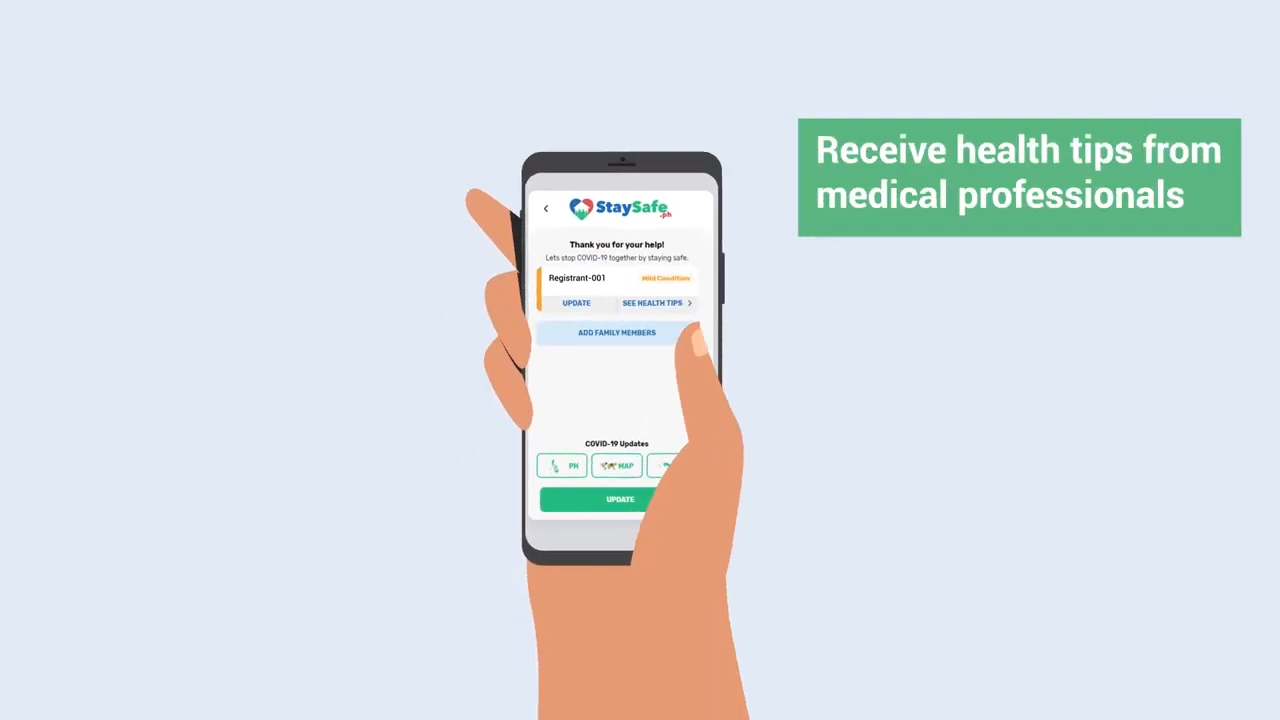 Receive health tips from
medical professionals
StaySafe
.ph
Thank you for your help!
Lets stop COVID-19 together by staying safe.
Registrant-001 Mild Condition
UPDATE SEE HEALTH TIPS >
ADD FAMILY MEMBERS
COVID-19 Updates
PH MAP
UPDATE